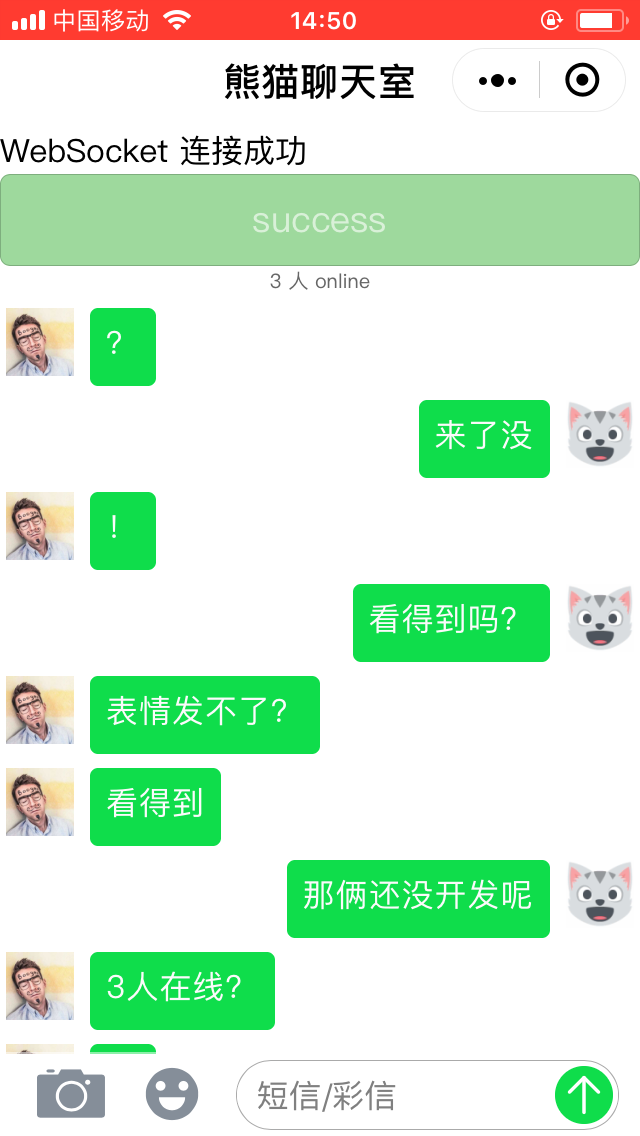 中国移动
14:50
熊猫聊天室
WebSocket 连接成功
success
3 人 online
?
来了没
!
看得到吗?
表情发不了?
看得到
那俩还没开发呢
3人在线?
短信/彩信